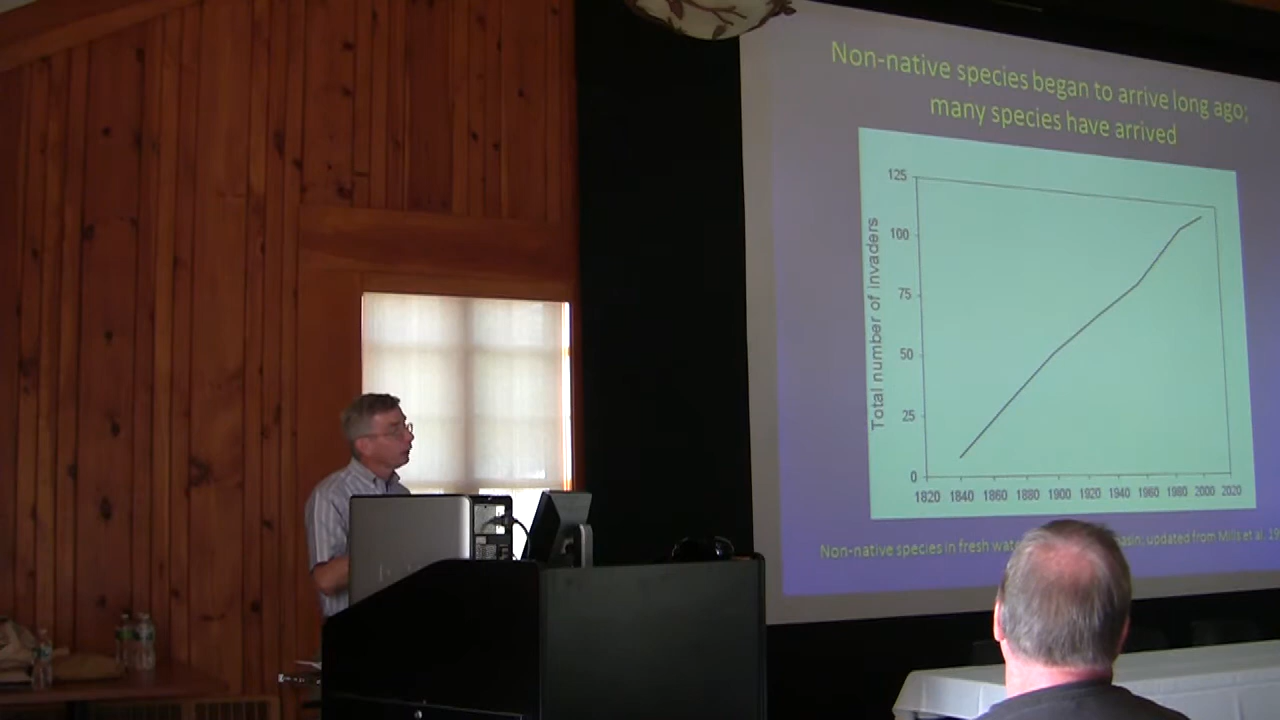 Non-native species began to arrive long ago;
many species have arrived
125
100
75
50
25
0
Total number of invaders
1820 1840 1860 1880 1900 1920 1940 1960 1980 2000 2020
Non-native species in fresh asin; updated from Mills et al. 19